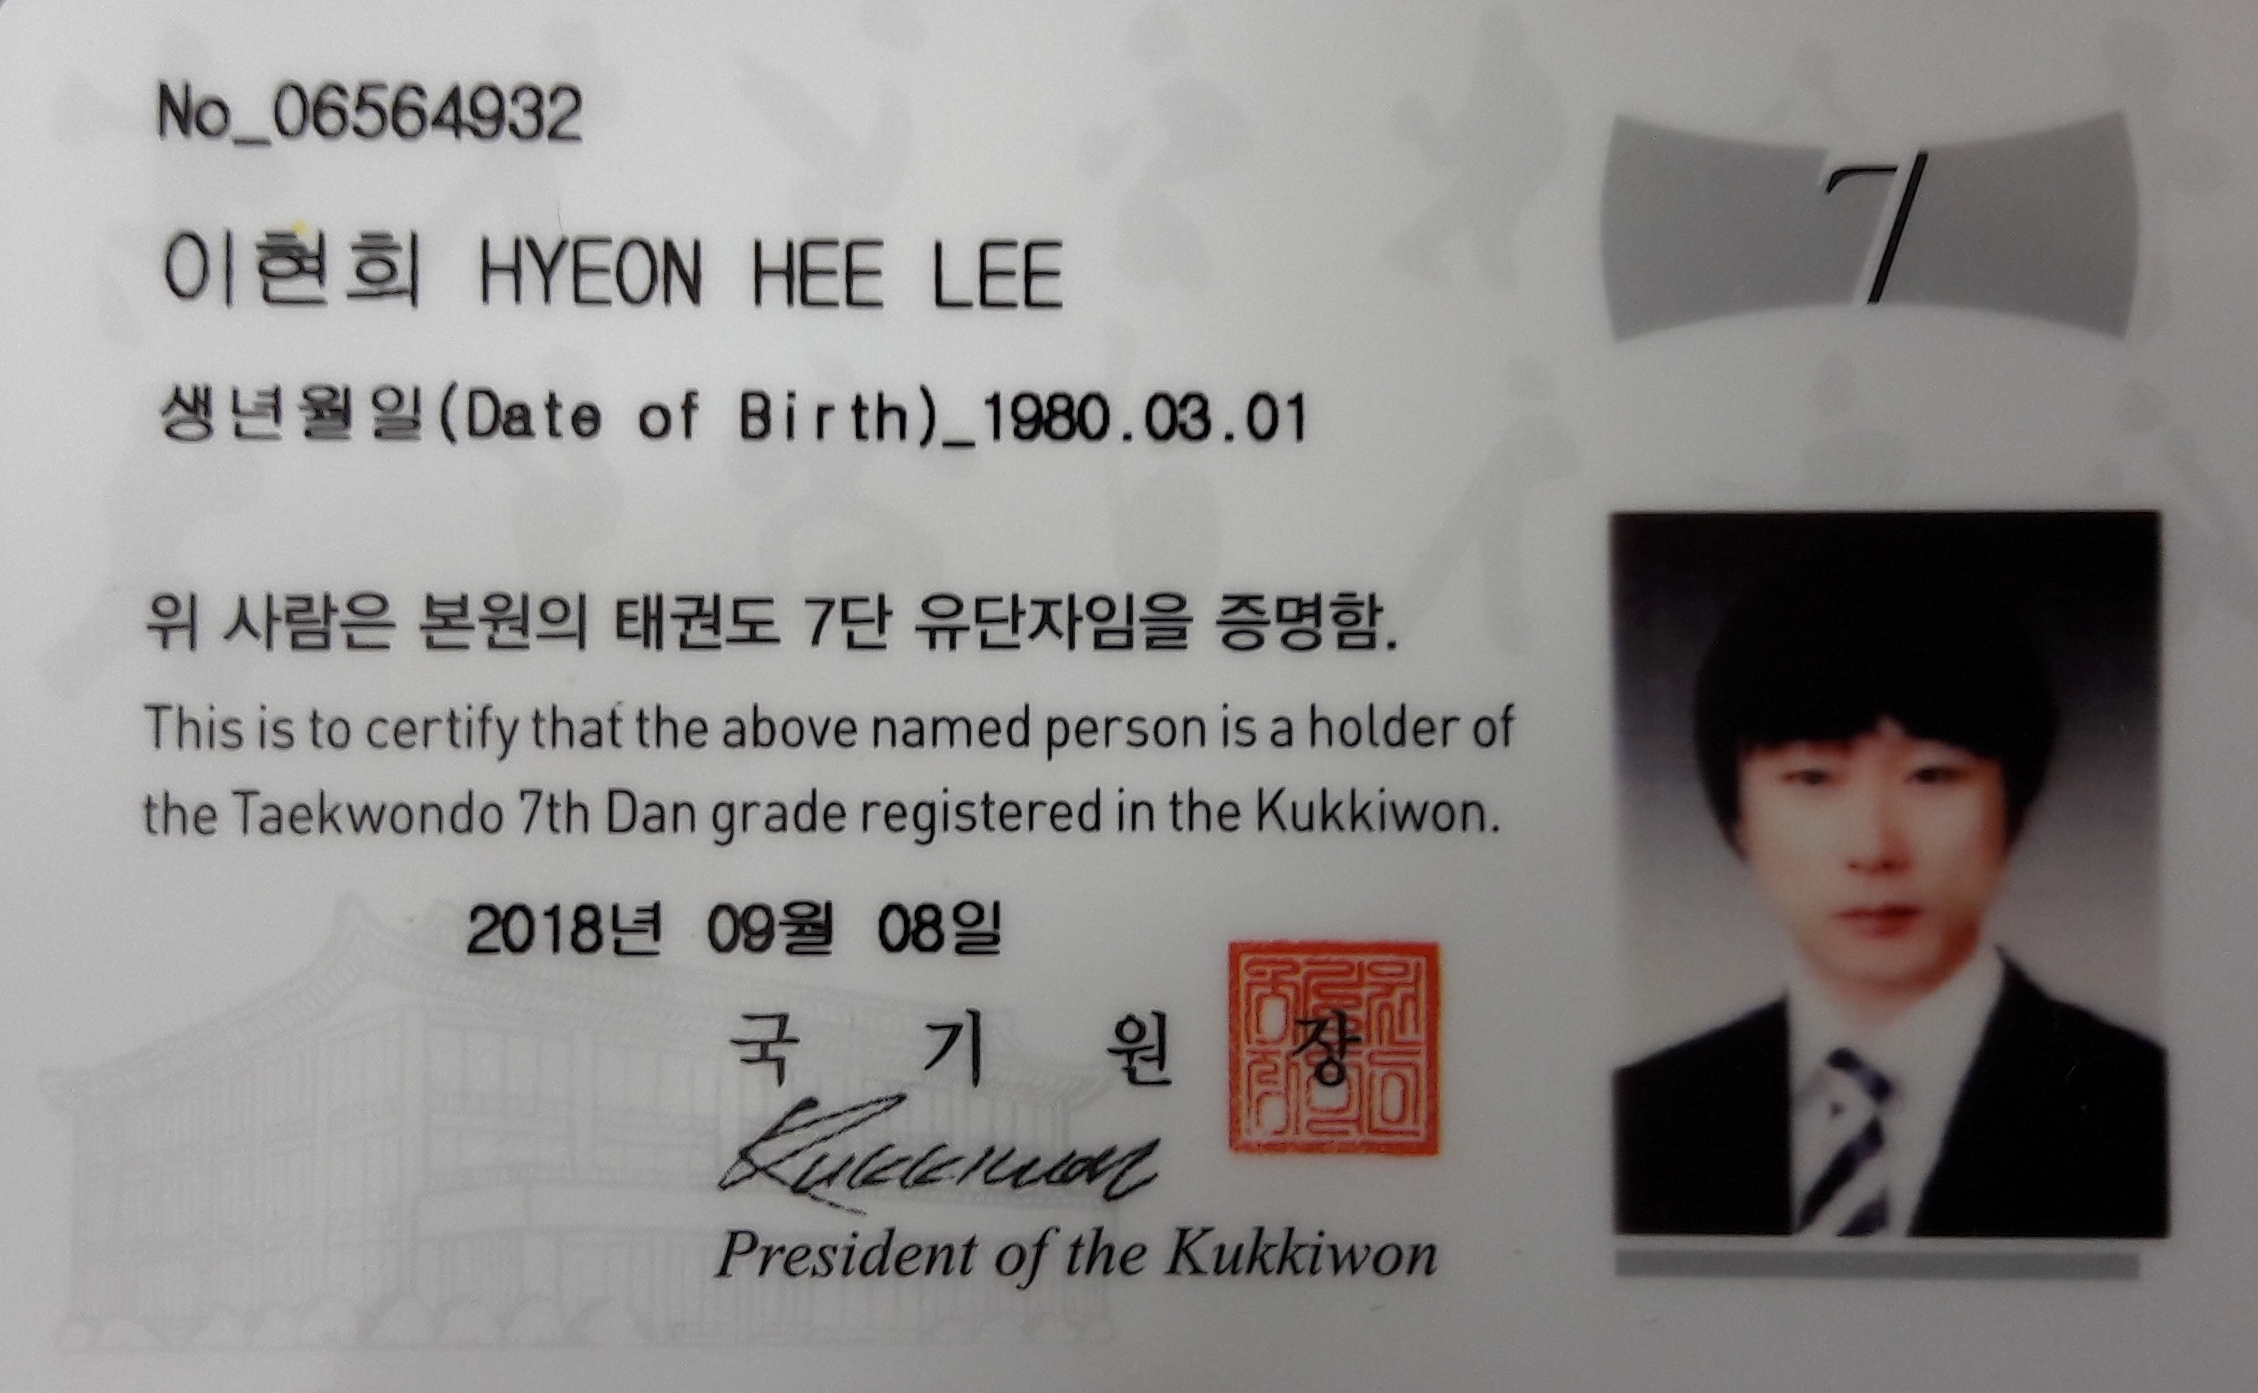 No_06564932
7
이현희 HYEON HEE LEE
생년월일(Date of Birth)_1980.03.01
위 사람은 본원의 태권도 7단 유단자임을 증명함.
This is to certify that the above named person is a holder of
the Taekwondo 7th Dan grade registered in the Kukkiwon.
2018년 09월 08일
국 기 원 장
Kukkiwon
President of the Kukkiwon